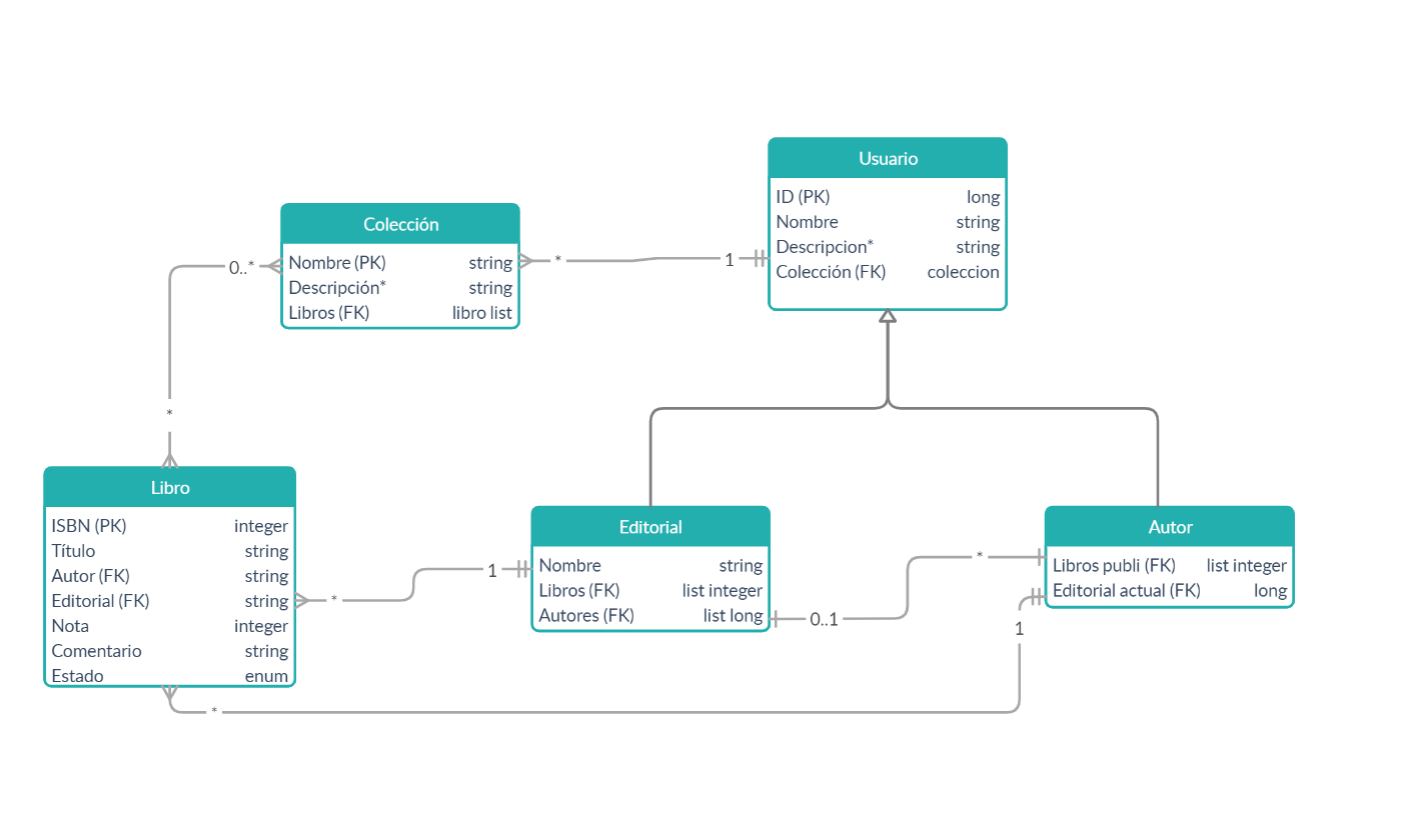 Usuario
ID (PK) long
Nombre string
Descripcion* string
Colección (FK) coleccion
Colección
Nombre (PK) string
Descripción* string
Libros (FK) libro list
0..*
*
1
*
Libro
ISBN (PK) integer
Título string
Autor (FK) string
Editorial (FK) string
Nota integer
Comentario string
Estado enum
Editorial
Nombre string
Libros (FK) list integer
Autores (FK) list long
Autor
Libros publi (FK) list integer
Editorial actual (FK) long
1
*
*
0..1
1
*